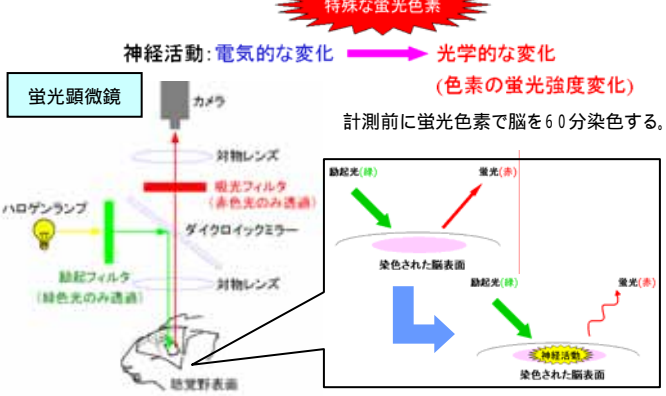 特殊な蛍光色素
神経活動:電気的な変化
光学的な変化
(色素の蛍光強度変化)
蛍光顕微鏡
カメラ
計測前に蛍光色素で脳を60分染色する。
対物レンズ
吸光フィルタ
(赤色光のみ透過)
ハロゲンランプ
ダイクロイックミラー
励起フィルタ
(緑色光のみ透過)
対物レンズ
聴覚野表面
励起光(緑)
蛍光(赤)
染色された脳表面
励起光(緑)
蛍光(赤)
神経活動
染色された脳表面